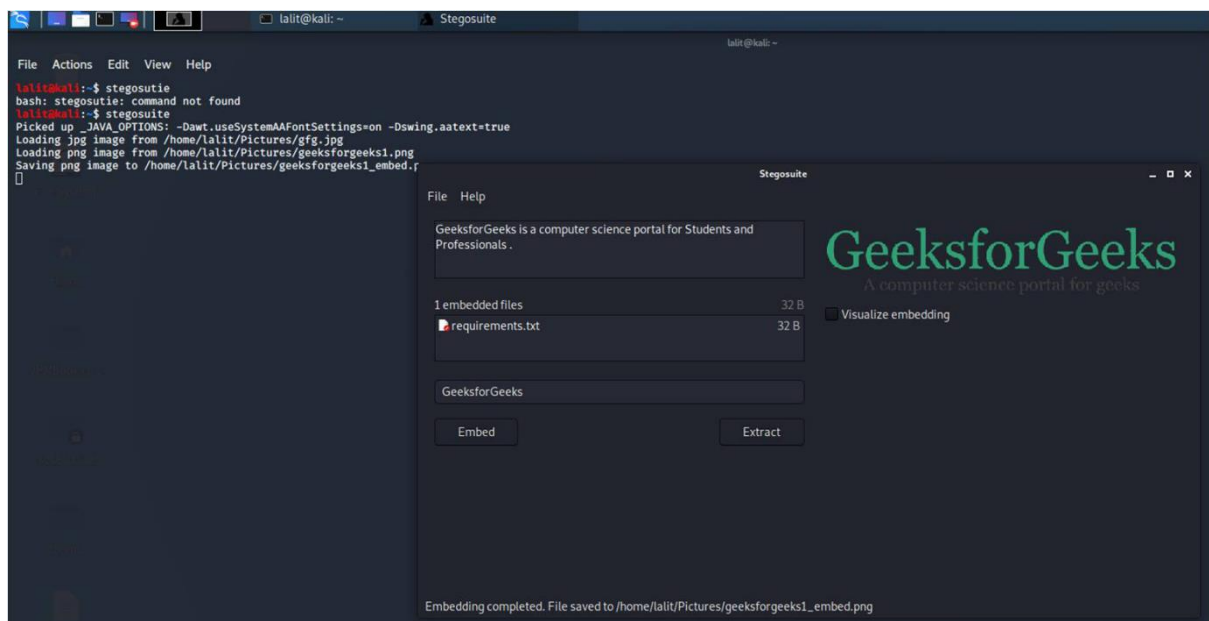 lalit@kali: ~
Stegosuite
lalit@kali: ~
File Actions Edit View Help
lalit@kali:~$ stegosutie
bash: stegosutie: command not found
lalit@kali:~$ stegosuite
Picked up _JAVA_OPTIONS: -Dawt.useSystemAAFontSettings=on -Dswing.aatext=true
Loading jpg image from /home/lalit/Pictures/gfg.jpg
Loading png image from /home/lalit/Pictures/geeksforgeeks1.png
Saving png image to /home/lalit/Pictures/geeksforgeeks1_embed.p
Stegosuite
File Help
GeeksforGeeks is a computer science portal for Students and
Professionals .
GeeksforGeeks
A computer science portal for geeks
1 embedded files 32 B
Visualize embedding
requirements.txt 32 B
GeeksforGeeks
Embed Extract
Embedding completed. File saved to /home/lalit/Pictures/geeksforgeeks1_embed.png